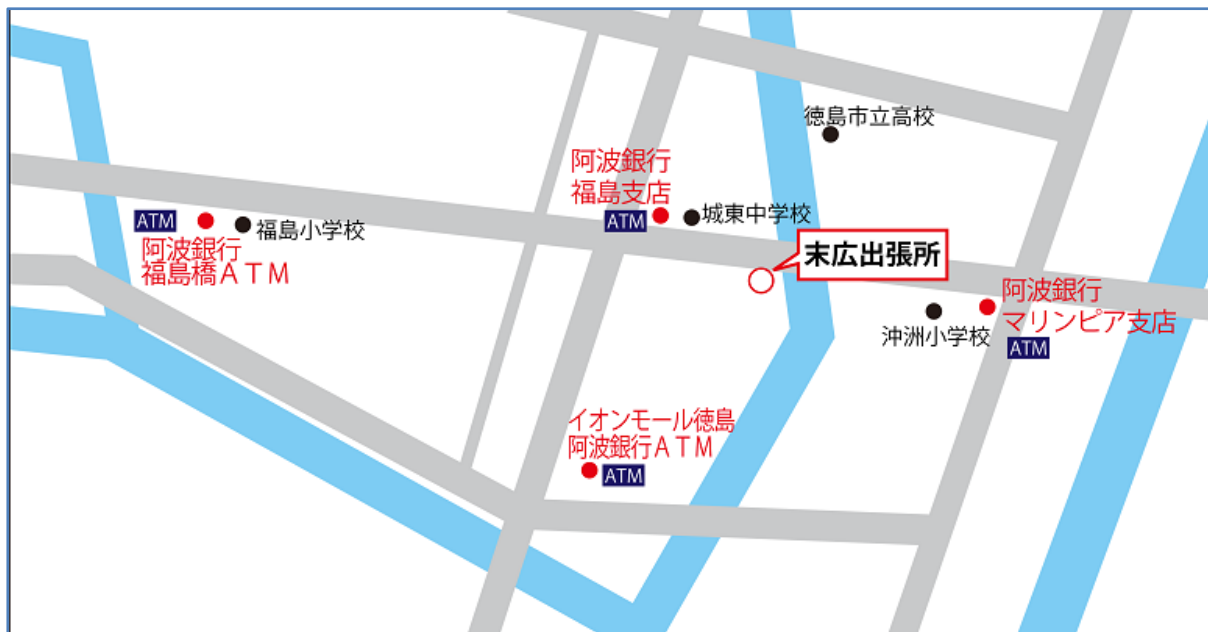 徳島市立高校
阿波銀行
福島支店
ATM
城東中学校
ATM
福島小学校
阿波銀行
福島橋ＡＴＭ
末広出張所
阿波銀行
マリンピア支店
ATM
沖洲小学校
イオンモール徳島
阿波銀行ＡＴＭ
ATM